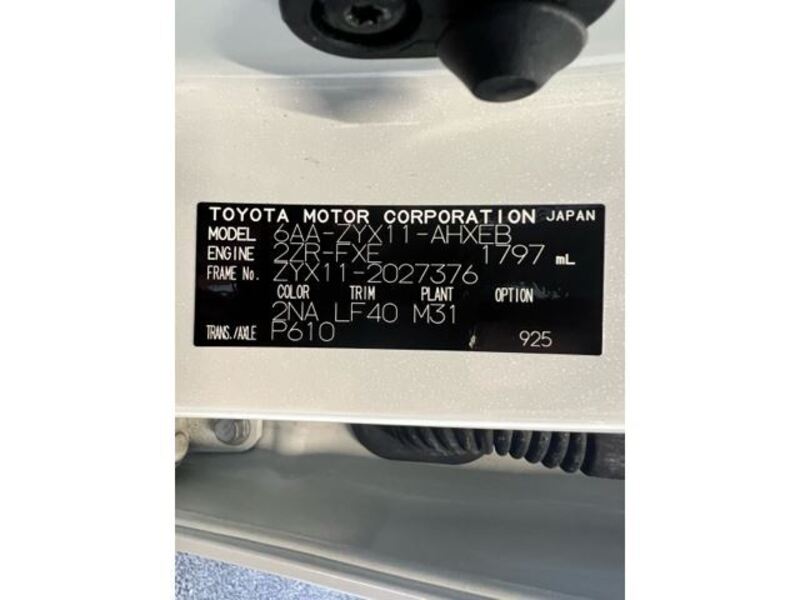 TOYOTA MOTOR CORPORATION JAPAN
MODEL 6AA-ZYX11-AHXEB
ENGINE 2ZR-FXE 1797 mL
FRAME No. ZYX11-2027376
COLOR TRIM PLANT OPTION
2NA LF40 M31
TRANS./AXLE P610 925